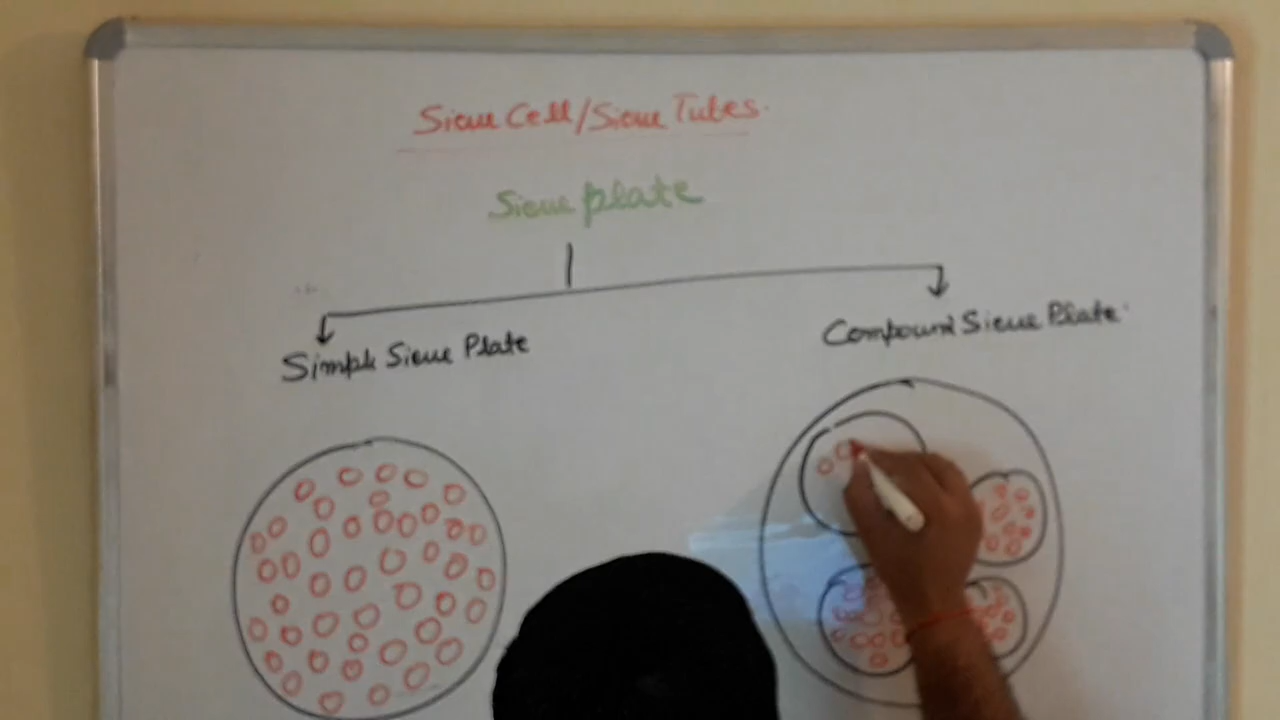 Sieve Cell/Sieve Tubes.
Sieve plate
Simple Sieve Plate
Compound Sieve Plate.